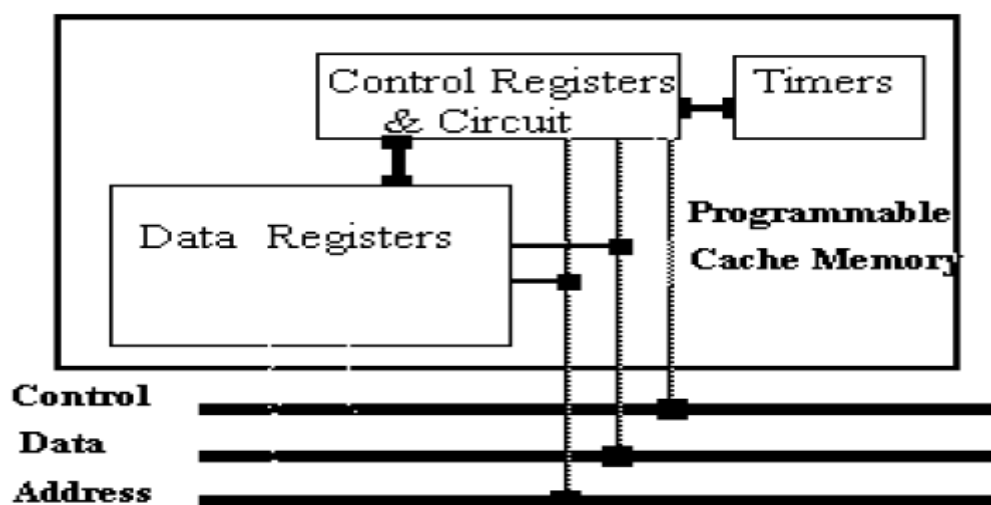 Control Registers
& Circuit
Timers
Data Registers
Programmable
Cache Memory
Control
Data
Address